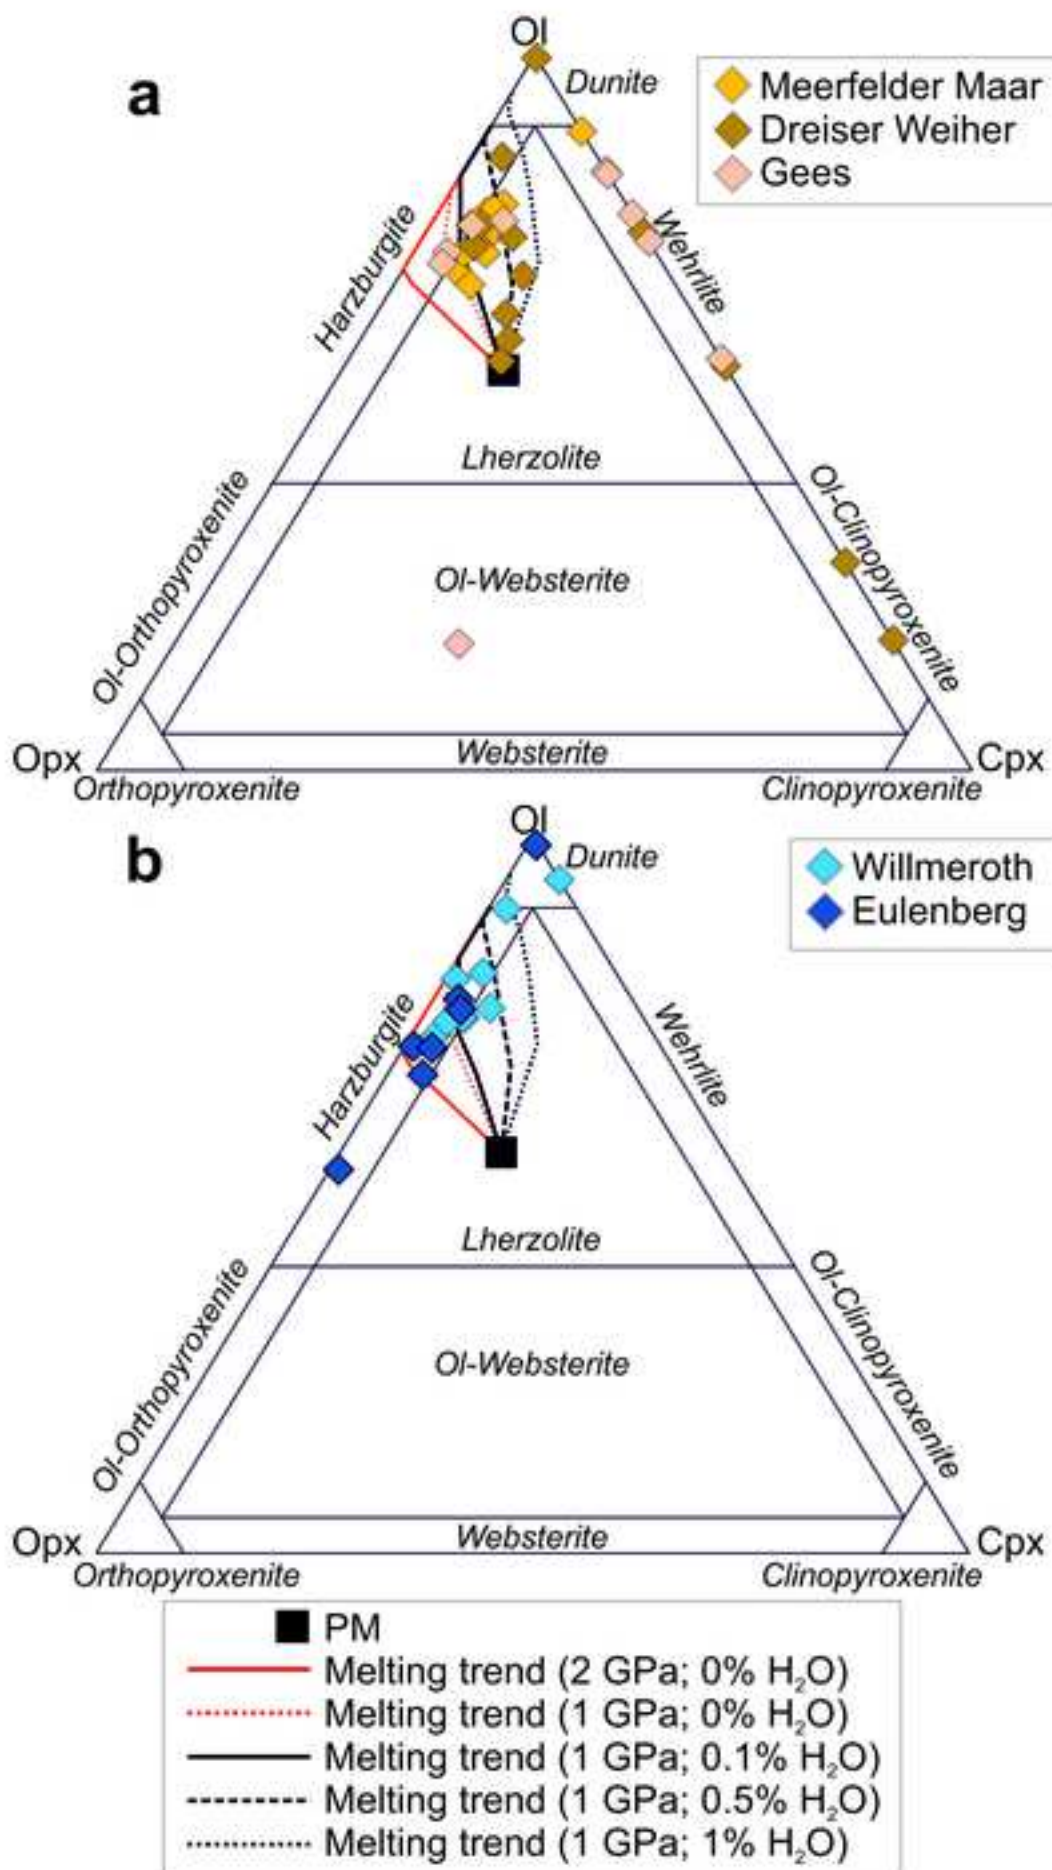 Ol
a
Dunite
Meerfelder Maar
Dreiser Weiher
Gees
Harzburgite
Wehrlite
Lherzolite
Ol-Orthopyroxenite
Ol-Clinopyroxenite
Ol-Websterite
Opx
Websterite
Cpx
Orthopyroxenite
Clinopyroxenite
Ol
b
Dunite
Willmeroth
Eulenberg
Harzburgite
Wehrlite
Lherzolite
Ol-Orthopyroxenite
Ol-Clinopyroxenite
Ol-Websterite
Opx
Websterite
Cpx
Orthopyroxenite
Clinopyroxenite
PM
Melting trend (2 GPa; 0% H₂O)
Melting trend (1 GPa; 0% H₂O)
Melting trend (1 GPa; 0.1% H₂O)
Melting trend (1 GPa; 0.5% H₂O)
Melting trend (1 GPa; 1% H₂O)